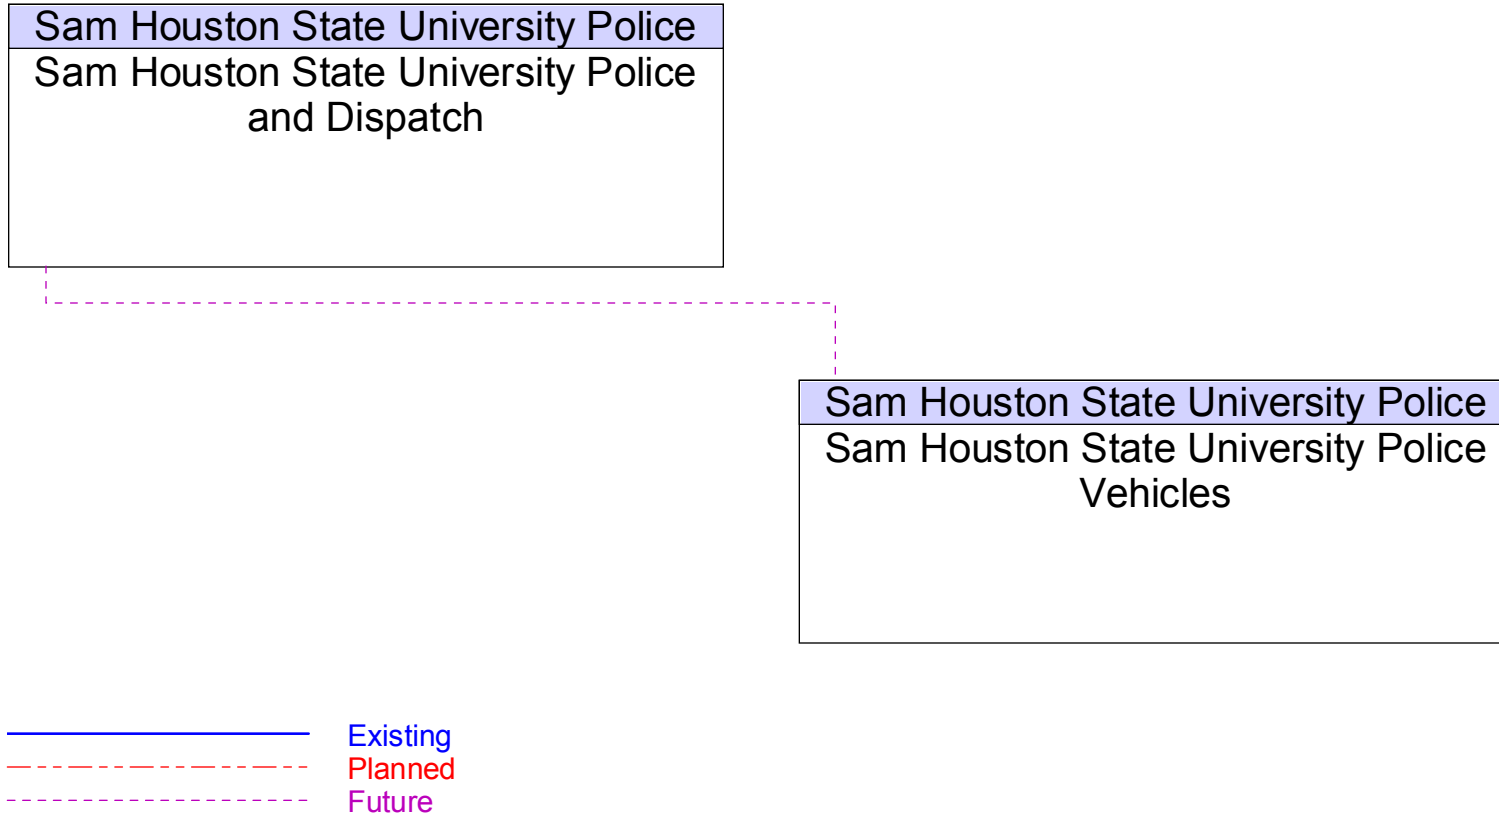 Sam Houston State University Police
Sam Houston State University Police
and Dispatch
Sam Houston State University Police
Sam Houston State University Police
Vehicles
Existing
Planned
Future